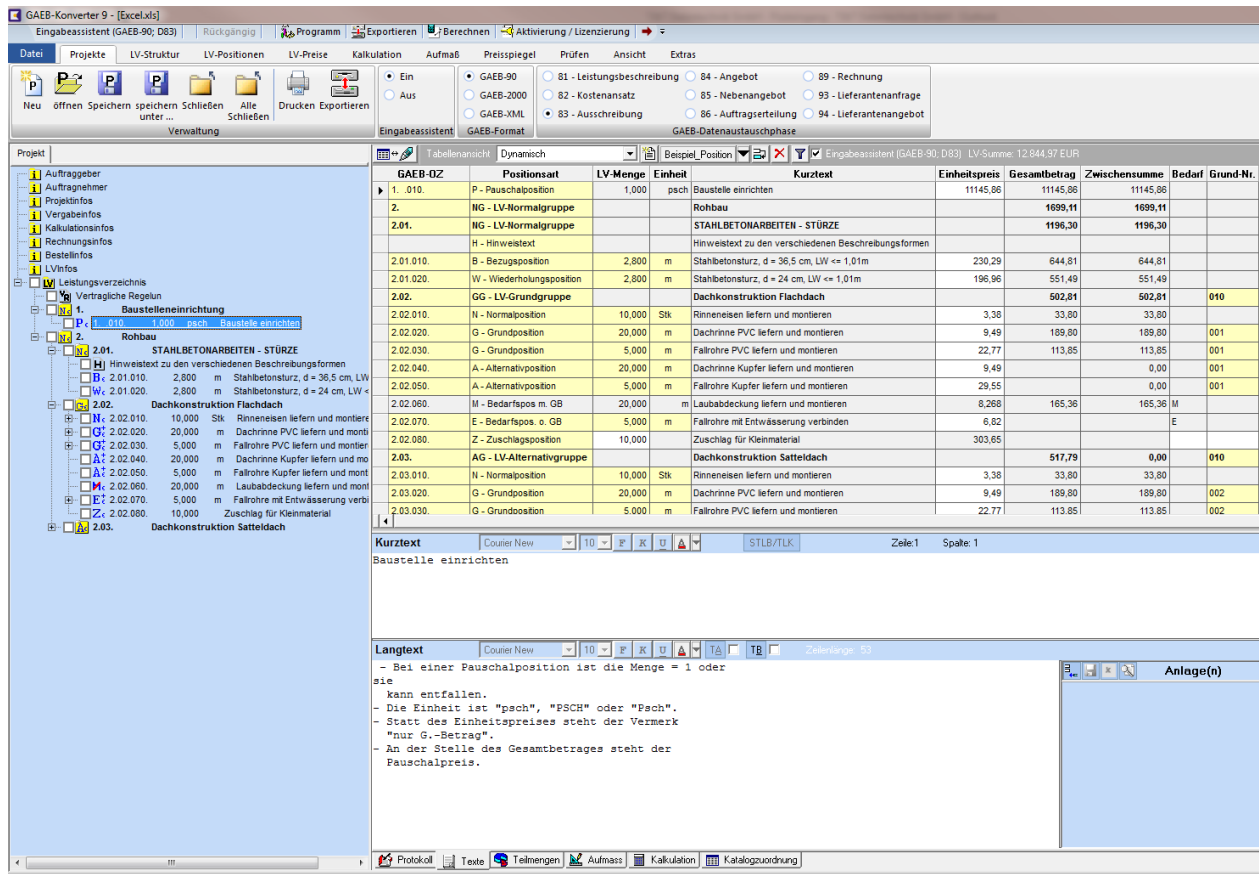 GAEB-Konverter 9 - [Excel.xls]
Eingabeassistent (GAEB-90; D83) Rückgängig Programm Exportieren Berechnen Aktivierung / Lizenzierung
Datei Projekte LV-Struktur LV-Positionen LV-Preise Kalkulation Aufmaß Preisspiegel Prüfen Ansicht Extras
Neu öffnen Speichern speichern unter ... Schließen Alle Schließen Drucken Exportieren
Verwaltung
Ein
Aus
Eingabeassistent
GAEB-90
GAEB-2000
GAEB-XML
GAEB-Format
81 - Leistungsbeschreibung 84 - Angebot 89 - Rechnung
82 - Kostenansatz 85 - Nebenangebot 93 - Lieferantenanfrage
83 - Ausschreibung 86 - Auftragserteilung 94 - Lieferantenangebot
GAEB-Datenaustauschphase
Projekt
Auftraggeber
Auftragnehmer
Projektinfos
Vergabeinfos
Kalkulationsinfos
Rechnungsinfos
Bestellinfos
LVInfos
LV Leistungsverzeichnis
Vertragliche Regelun
1. Baustelleneinrichtung
1. .010. 1,000 psch Baustelle einrichten
2. Rohbau
2.01. STAHLBETONARBEITEN - STÜRZE
H Hinweistext zu den verschiedenen Beschreibungsformen
2.01.010. 2,800 m Stahlbetonsturz, d = 36,5 cm, LW
2.01.020. 2,800 m Stahlbetonsturz, d = 24 cm, LW <
2.02. Dachkonstruktion Flachdach
2.02.010. 10,000 Stk Rinneneisen liefern und montiere
2.02.020. 20,000 m Dachrinne PVC liefern und monti
2.02.030. 5,000 m Fallrohre PVC liefern und montier
2.02.040. 20,000 m Dachrinne Kupfer liefern und mo
2.02.050. 5,000 m Fallrohre Kupfer liefern und mont
2.02.060. 20,000 m Laubabdeckung liefern und mont
2.02.070. 5,000 m Fallrohre mit Entwässerung verbi
2.02.080. 10,000 Zuschlag für Kleinmaterial
2.03. Dachkonstruktion Satteldach
Tabellenansicht Dynamisch Beispiel_Position Eingabeassistent (GAEB-90; D83) LV-Summe: 12.844,97 EUR
GAEB-OZ Positionsart LV-Menge Einheit Kurztext Einheitspreis Gesamtbetrag Zwischensumme Bedarf Grund-Nr.
1. .010. P - Pauschalposition 1,000 psch Baustelle einrichten 11145,86 11145,86 11145,86
2. NG - LV-Normalgruppe Rohbau 1699,11 1699,11
2.01. NG - LV-Normalgruppe STAHLBETONARBEITEN - STÜRZE 1196,30 1196,30
H - Hinweistext Hinweistext zu den verschiedenen Beschreibungsformen
2.01.010. B - Bezugsposition 2,800 m Stahlbetonsturz, d = 36,5 cm, LW <= 1,01m 230,29 644,81 644,81
2.01.020. W - Wiederholungsposition 2,800 m Stahlbetonsturz, d = 24 cm, LW <= 1,01m 196,96 551,49 551,49
2.02. GG - LV-Grundgruppe Dachkonstruktion Flachdach 502,81 502,81 010
2.02.010. N - Normalposition 10,000 Stk Rinneneisen liefern und montieren 3,38 33,80 33,80
2.02.020. G - Grundposition 20,000 m Dachrinne PVC liefern und montieren 9,49 189,80 189,80 001
2.02.030. G - Grundposition 5,000 m Fallrohre PVC liefern und montieren 22,77 113,85 113,85 001
2.02.040. A - Alternativposition 20,000 m Dachrinne Kupfer liefern und montieren 9,49 0,00 001
2.02.050. A - Alternativposition 5,000 m Fallrohre Kupfer liefern und montieren 29,55 0,00 001
2.02.060. M - Bedarfspos m. GB 20,000 m Laubabdeckung liefern und montieren 8,268 165,36 165,36 M
2.02.070. E - Bedarfspos. o. GB 5,000 m Fallrohre mit Entwässerung verbinden 6,82 E
2.02.080. Z - Zuschlagsposition 10,000 Zuschlag für Kleinmaterial 303,65
2.03. AG - LV-Alternativgruppe Dachkonstruktion Satteldach 517,79 0,00 010
2.03.010. N - Normalposition 10,000 Stk Rinneneisen liefern und montieren 3,38 33,80 33,80
2.03.020. G - Grundposition 20,000 m Dachrinne PVC liefern und montieren 9,49 189,80 189,80 002
2.03.030. G - Grundposition 5,000 m Fallrohre PVC liefern und montieren 22,77 113,85 113,85 002
Kurztext Courier New 10 F K U A STLB/TLK Zeile:1 Spalte: 1
Baustelle einrichten
Langtext Courier New 10 F K U A TA TB Zeilenlänge: 53
- Bei einer Pauschalposition ist die Menge = 1 oder
sie
kann entfallen.
- Die Einheit ist "psch", "PSCH" oder "Psch".
- Statt des Einheitspreises steht der Vermerk
"nur G.-Betrag".
- An der Stelle des Gesamtbetrages steht der
Pauschalpreis.
Anlage(n)
Protokoll Texte Teilmengen Aufmass Kalkulation Katalogzuordnung